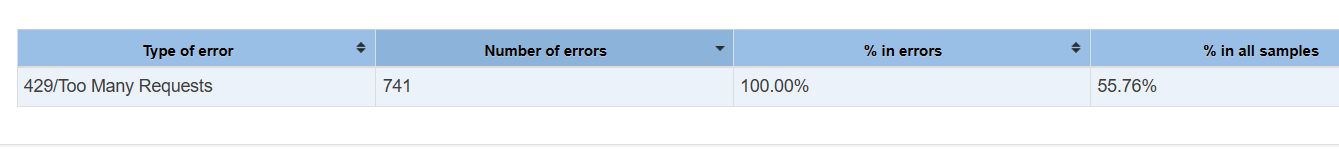 Type of error Number of errors % in errors % in all samples
429/Too Many Requests 741 100.00% 55.76%